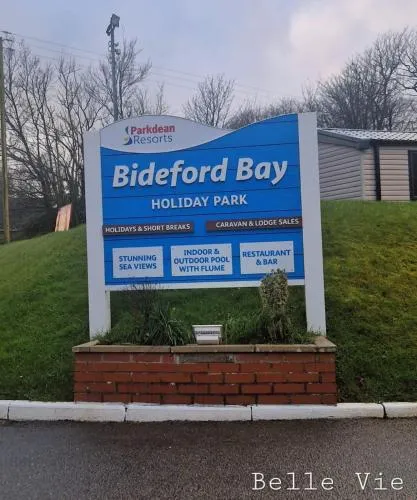 Parkdean
Resorts
Bideford Bay
HOLIDAY PARK
HOLIDAYS & SHORT BREAKS
CARAVAN & LODGE SALES
STUNNING
SEA VIEWS
INDOOR &
OUTDOOR POOL
WITH FLUME
RESTAURANT
& BAR
Belle Vie